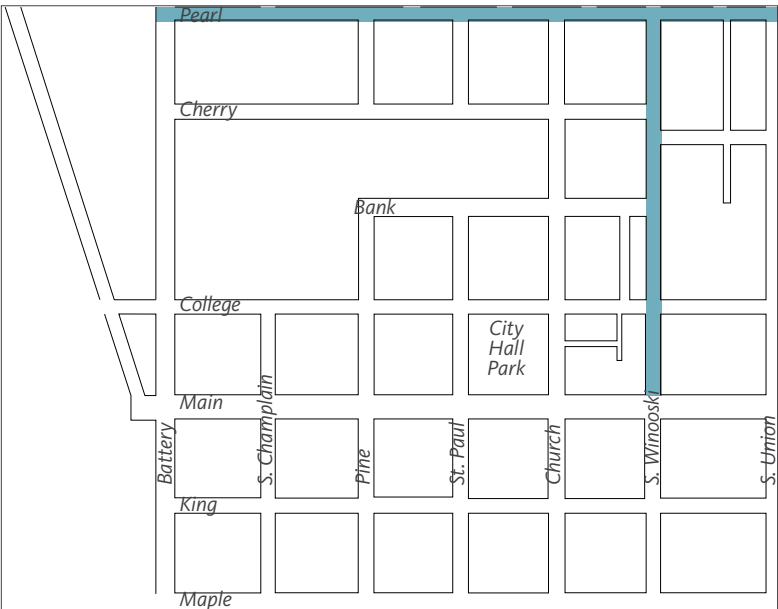 Pearl
Cherry
Bank
College
City
Hall
Park
Main
Battery
S. Champlain
Pine
St. Paul
Church
S. Winooski
S. Union
King
Maple